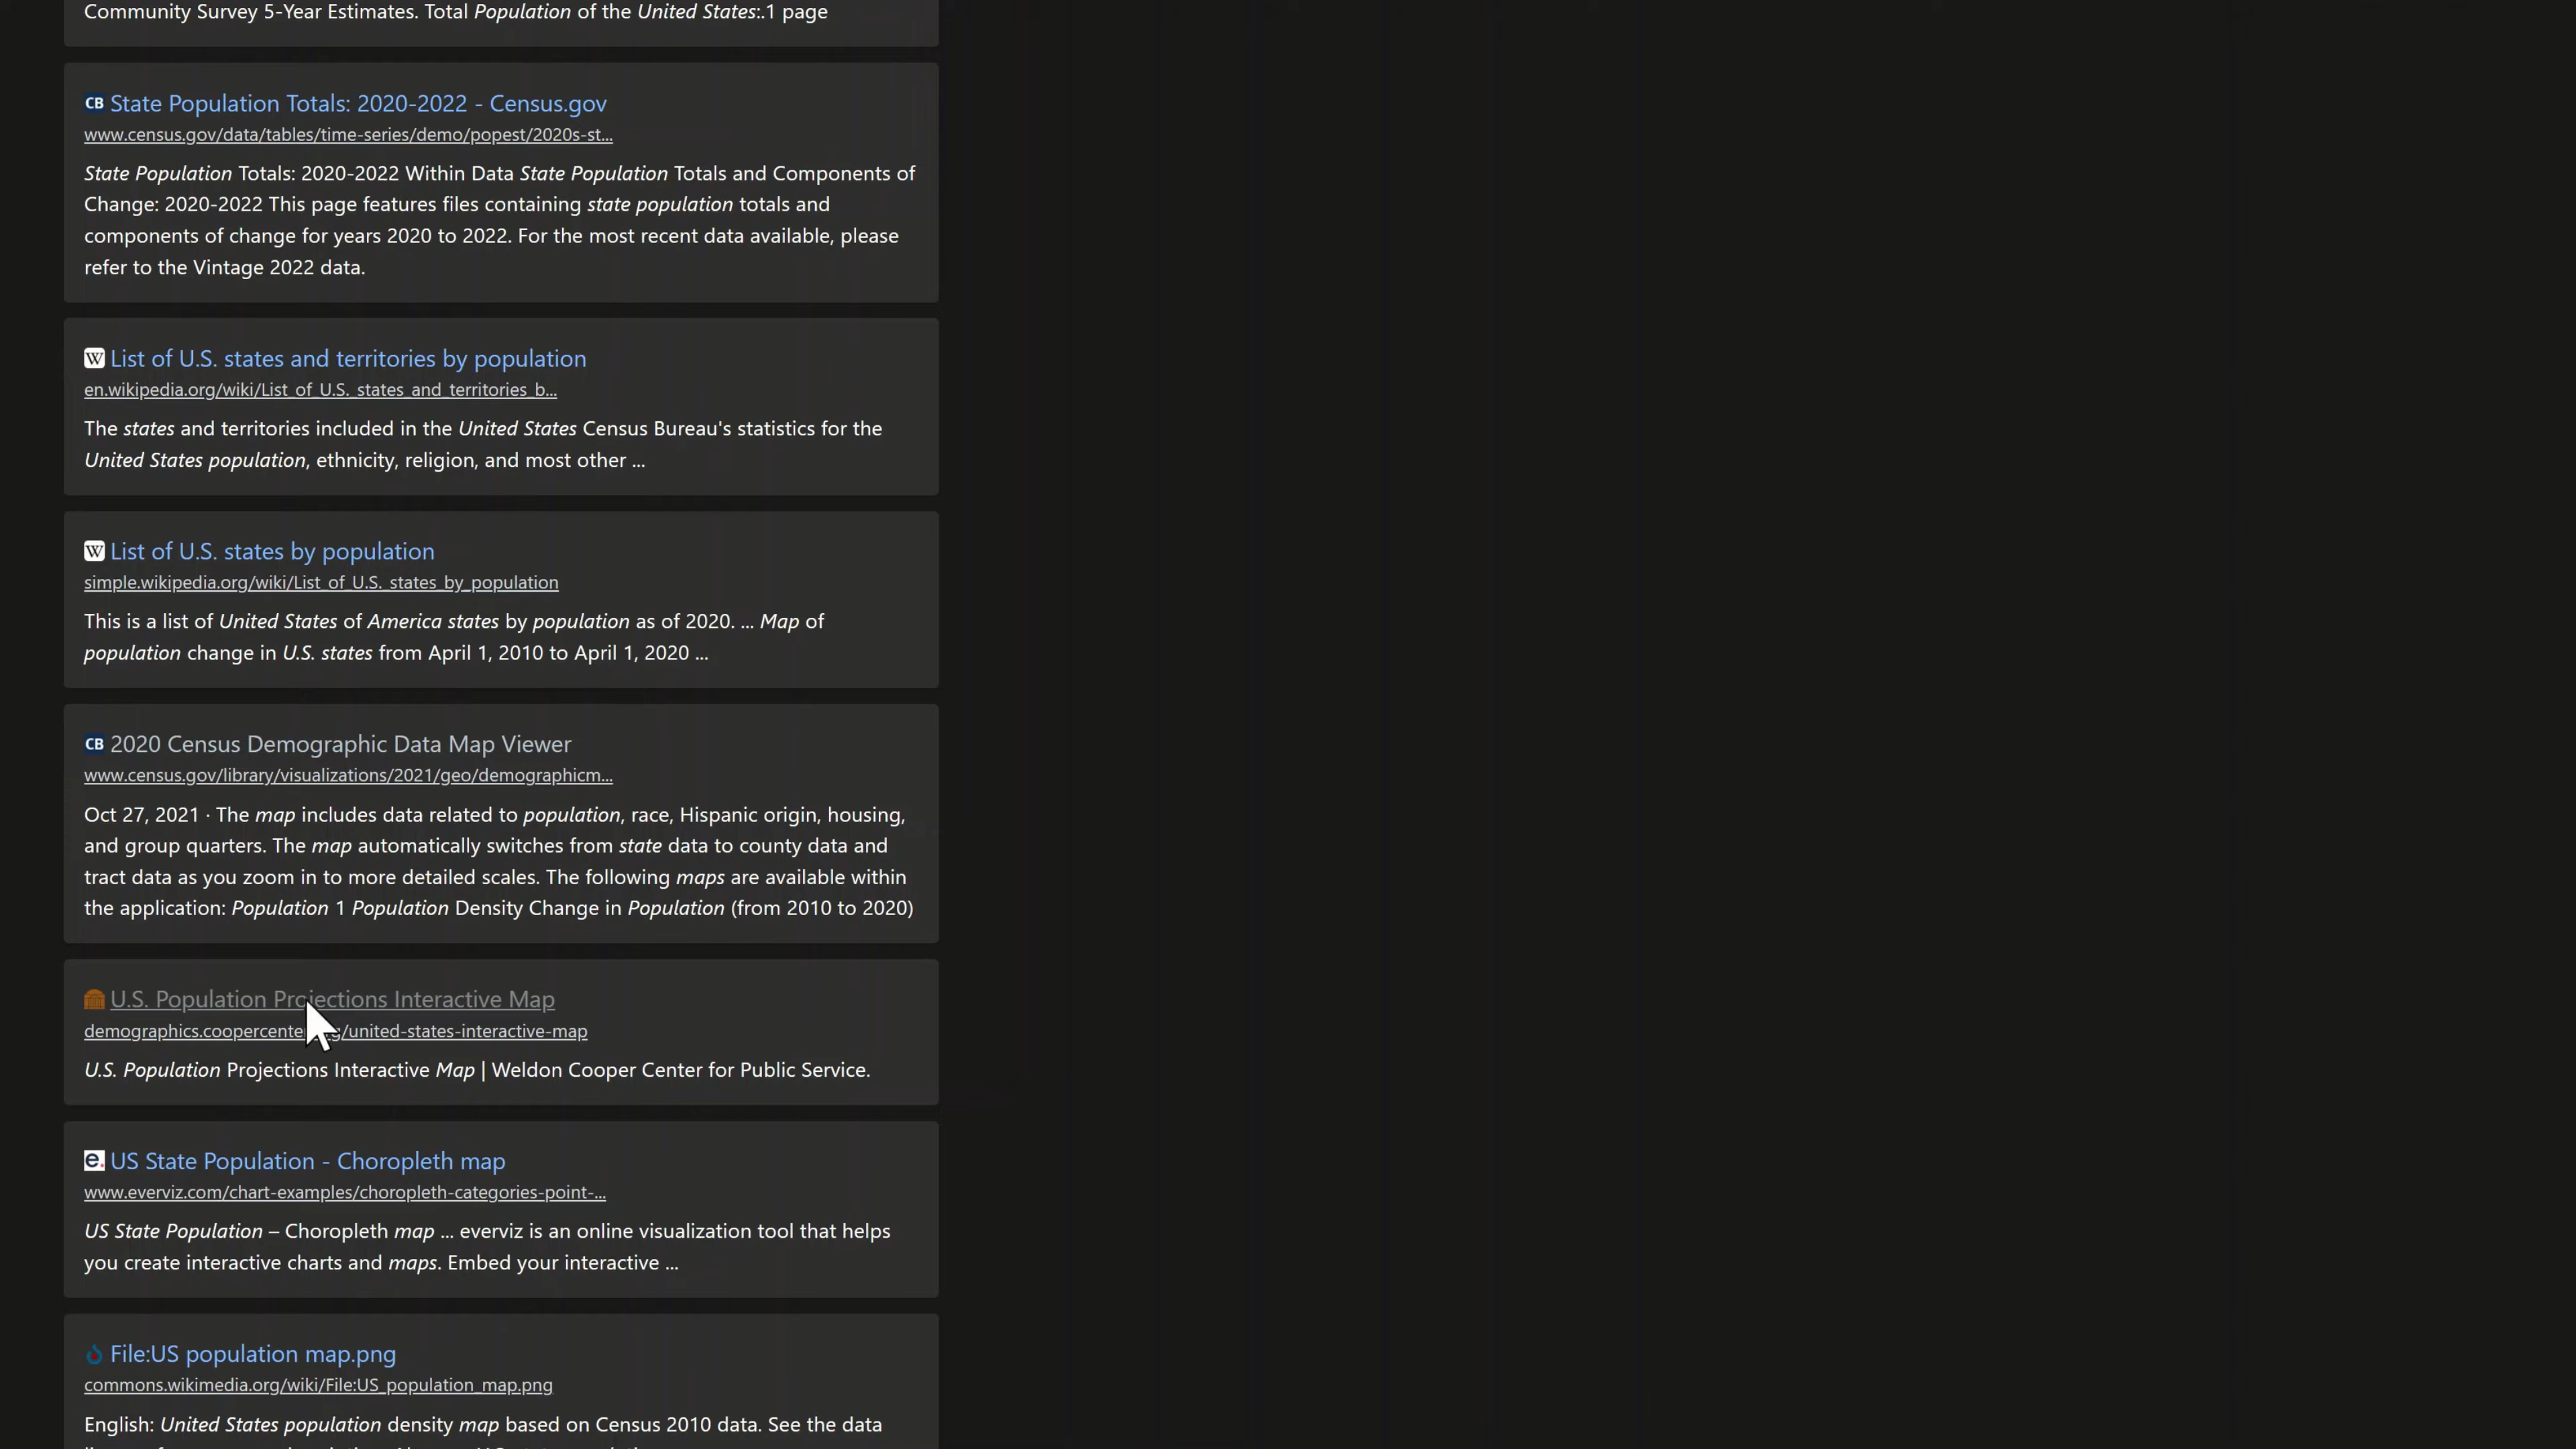 Community Survey 5-Year Estimates. Total Population of the United States:.1 page
CB State Population Totals: 2020-2022 - Census.gov
www.census.gov/data/tables/time-series/demo/popest/2020s-st...
State Population Totals: 2020-2022 Within Data State Population Totals and Components of
Change: 2020-2022 This page features files containing state population totals and
components of change for years 2020 to 2022. For the most recent data available, please
refer to the Vintage 2022 data.
W List of U.S. states and territories by population
en.wikipedia.org/wiki/List_of_U.S._states_and_territories_b...
The states and territories included in the United States Census Bureau's statistics for the
United States population, ethnicity, religion, and most other ...
W List of U.S. states by population
simple.wikipedia.org/wiki/List_of_U.S._states_by_population
This is a list of United States of America states by population as of 2020. ... Map of
population change in U.S. states from April 1, 2010 to April 1, 2020 ...
CB 2020 Census Demographic Data Map Viewer
www.census.gov/library/visualizations/2021/geo/demographicm...
Oct 27, 2021 · The map includes data related to population, race, Hispanic origin, housing,
and group quarters. The map automatically switches from state data to county data and
tract data as you zoom in to more detailed scales. The following maps are available within
the application: Population 1 Population Density Change in Population (from 2010 to 2020)
U.S. Population Projections Interactive Map
/united-states-interactive-map
U.S. Population Projections Interactive Map | Weldon Cooper Center for Public Service.
e. US State Population - Choropleth map
www.everviz.com/chart-examples/choropleth-categories-point-...
US State Population – Choropleth map ... everviz is an online visualization tool that helps
you create interactive charts and maps. Embed your interactive ...
File:US population map.png
commons.wikimedia.org/wiki/File:US_population_map.png
English: United States population density map based on Census 2010 data. See the data